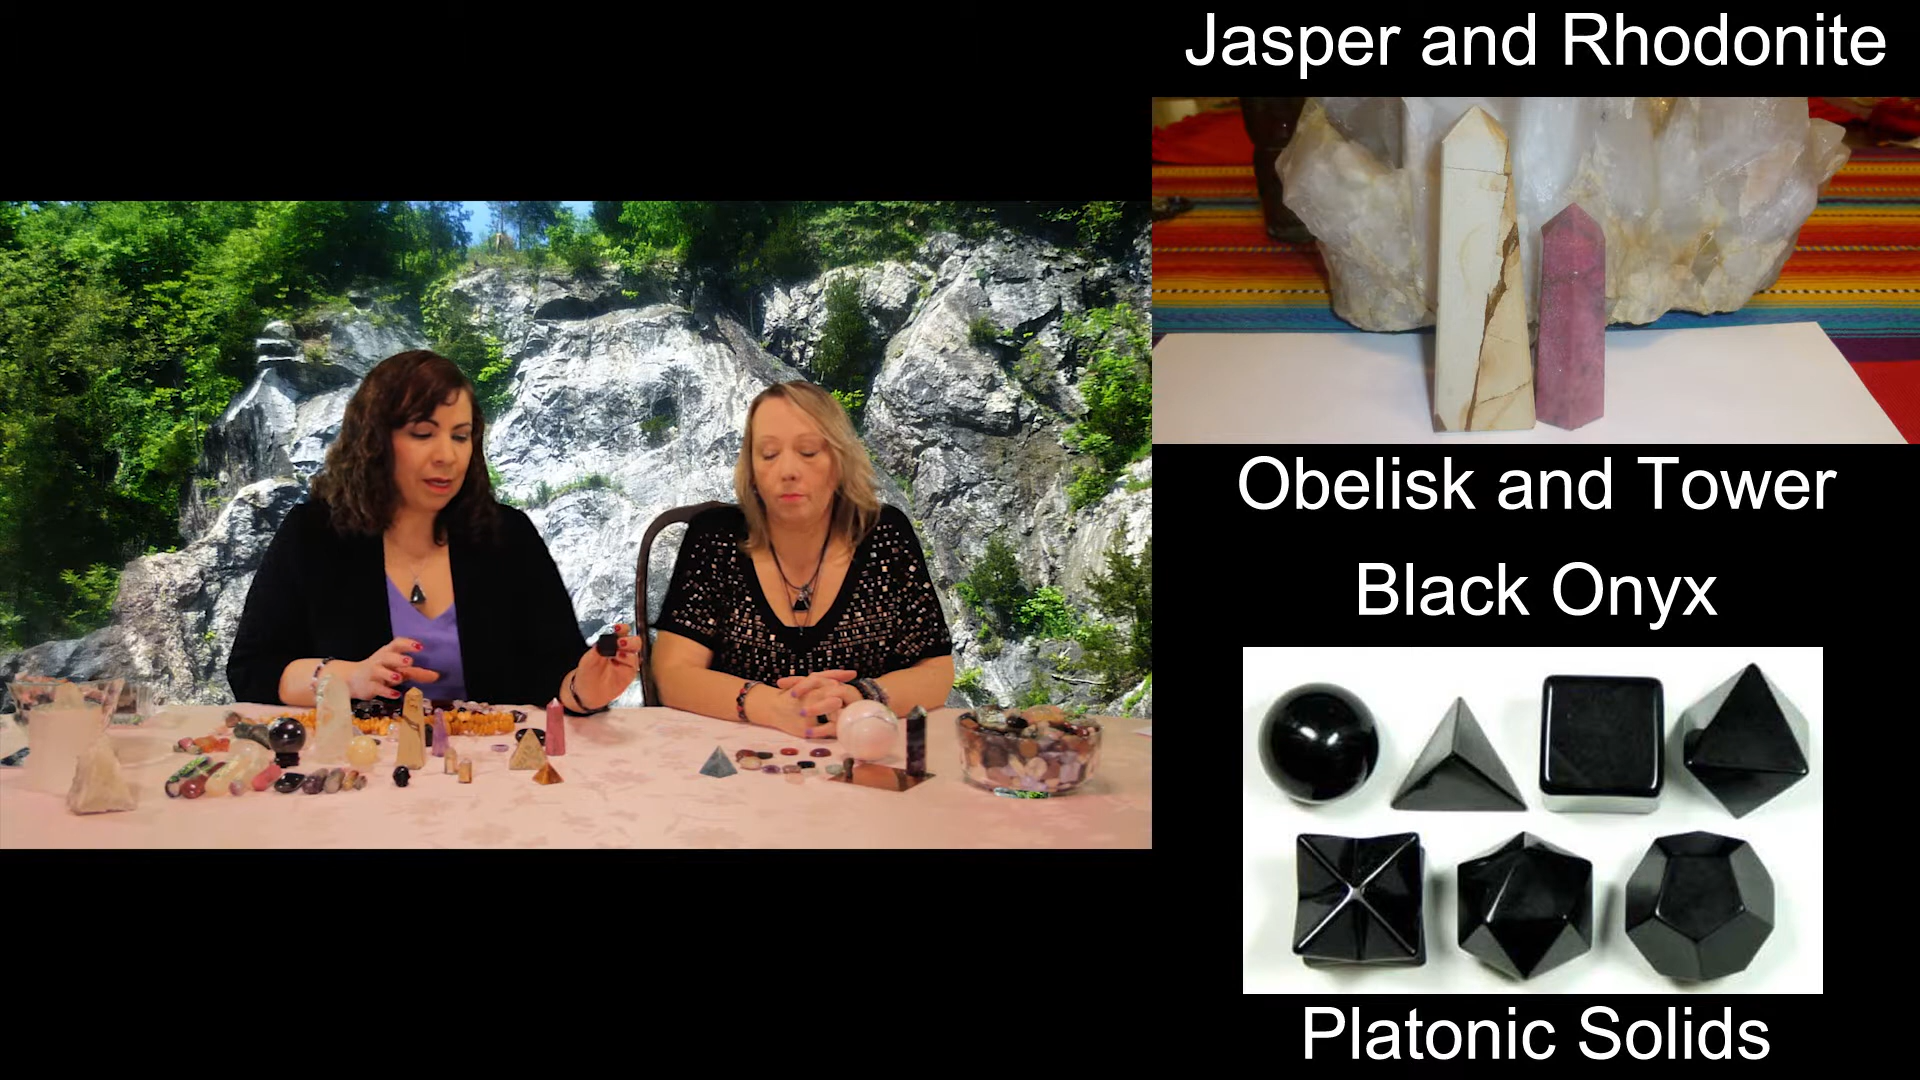 Jasper and Rhodonite
Obelisk and Tower
Black Onyx
Platonic Solids